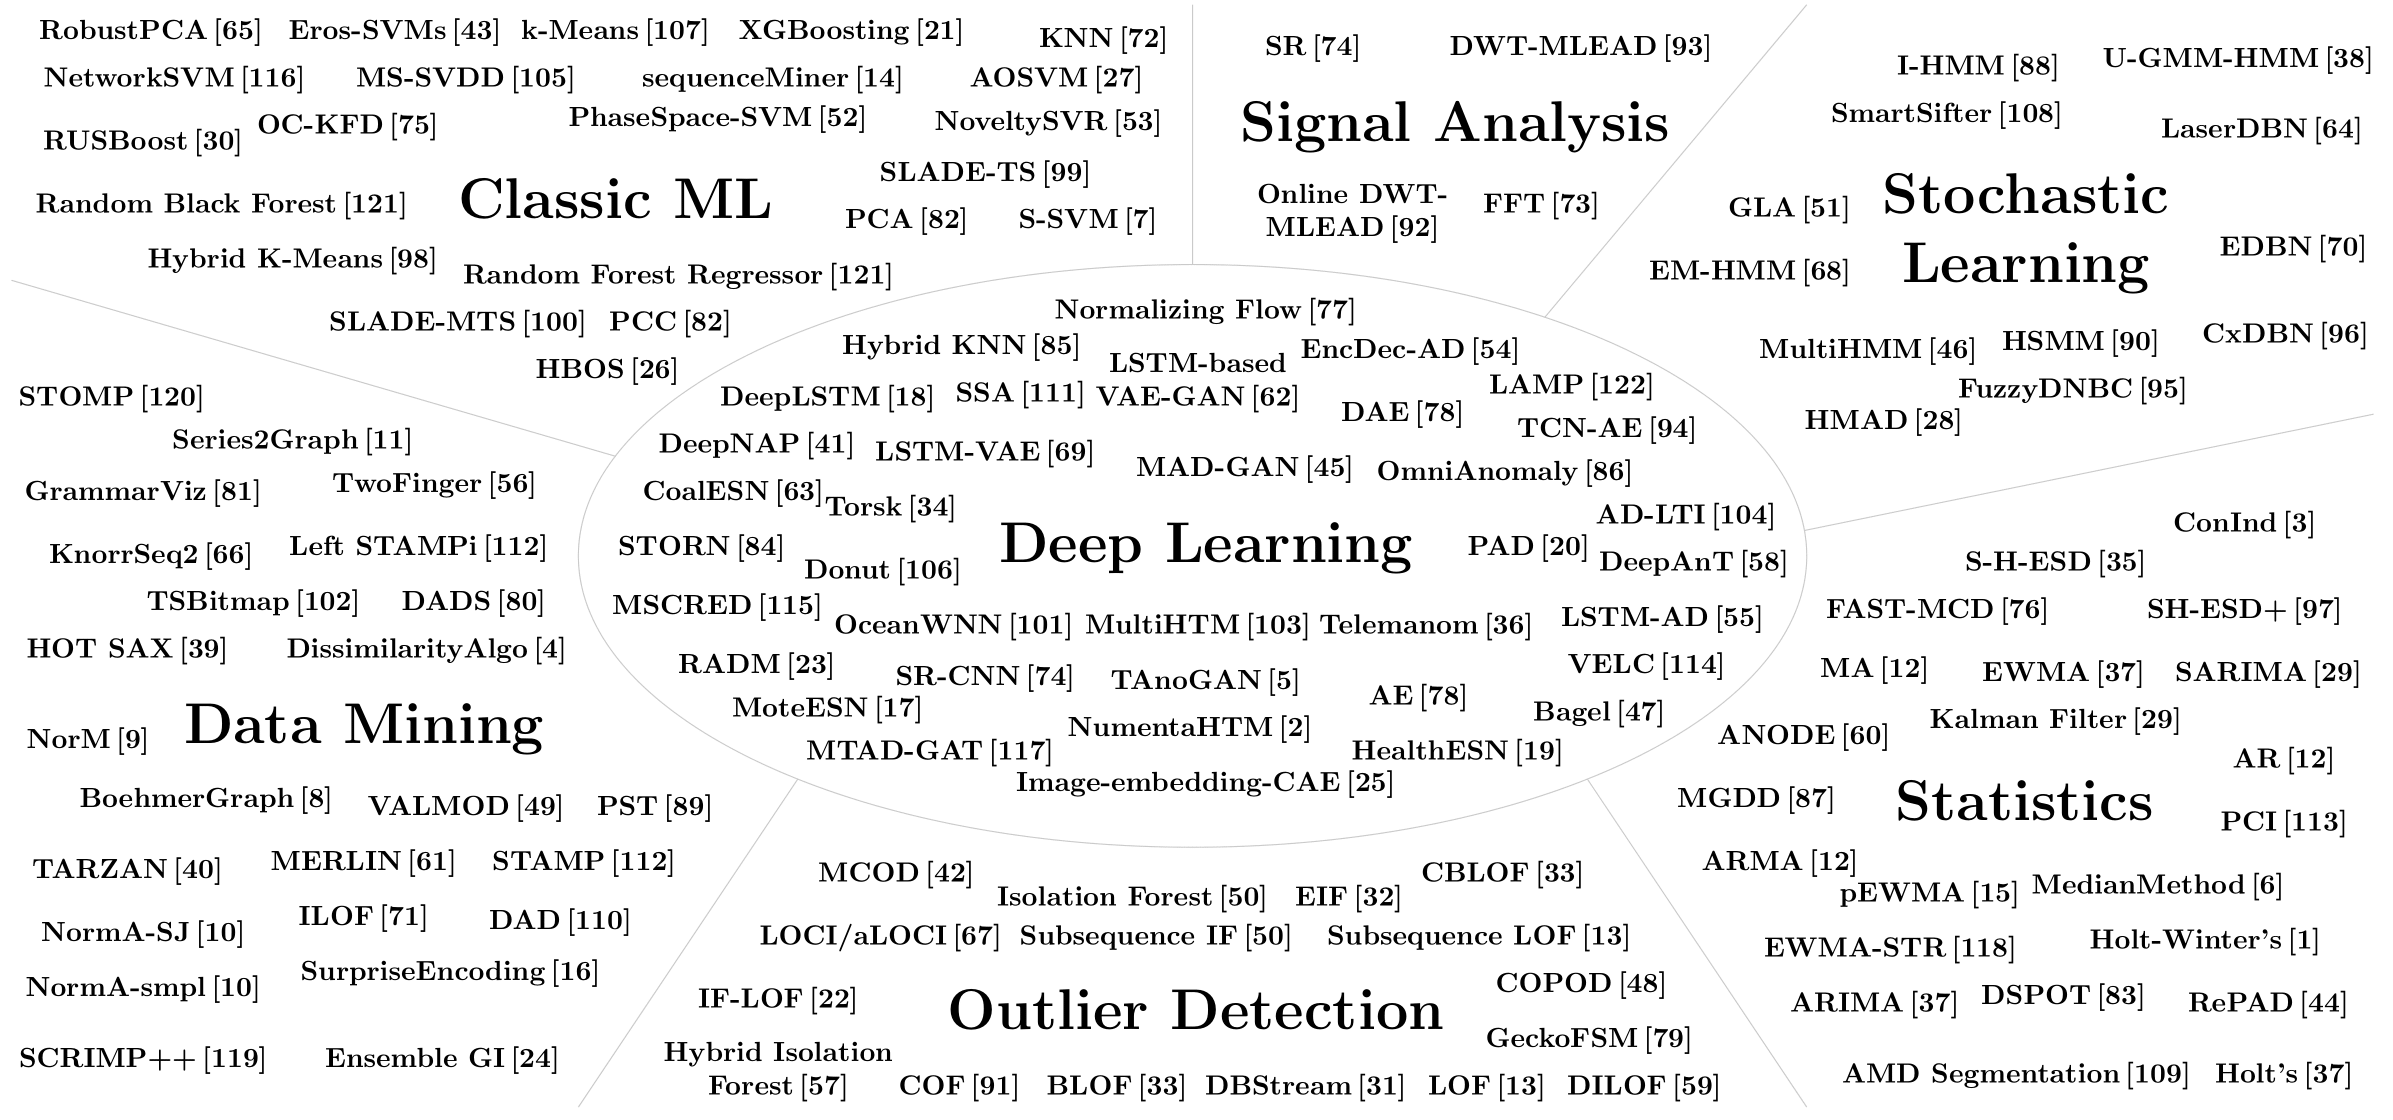 RobustPCA [65]
Eros-SVMs [43]
k-Means [107]
XGBoosting [21]
KNN [72]
NetworkSVM [116]
MS-SVDD [105]
sequenceMiner [14]
AOSVM [27]
PhaseSpace-SVM [52]
NoveltySVR [53]
OC-KFD [75]
RUSBoost [30]
SLADE-TS [99]
Classic ML
Random Black Forest [121]
PCA [82]
S-SVM [7]
Hybrid K-Means [98]
Random Forest Regressor [121]
SLADE-MTS [100]
PCC [82]
HBOS [26]
SR [74]
DWT-MLEAD [93]
Signal Analysis
Online DWT-
MLEAD [92]
FFT [73]
I-HMM [88]
U-GMM-HMM [38]
SmartSifter [108]
LaserDBN [64]
Stochastic
Learning
GLA [51]
EDBN [70]
EM-HMM [68]
MultiHMM [46]
HSMM [90]
CxDBN [96]
FuzzyDNBC [95]
HMAD [28]
Normalizing Flow [77]
Hybrid KNN [85]
LSTM-based
VAE-GAN [62]
EncDec-AD [54]
DeepLSTM [18]
SSA [111]
LAMP [122]
DAE [78]
TCN-AE [94]
DeepNAP [41]
LSTM-VAE [69]
MAD-GAN [45]
OmniAnomaly [86]
CoalESN [63]
Torsk [34]
AD-LTI [104]
Deep Learning
STORN [84]
PAD [20]
DeepAnT [58]
Donut [106]
MSCRED [115]
OceanWNN [101]
MultiHTM [103]
Telemanom [36]
LSTM-AD [55]
RADM [23]
SR-CNN [74]
TAnoGAN [5]
VELC [114]
AE [78]
MoteESN [17]
Bagel [47]
NumentaHTM [2]
MTAD-GAT [117]
HealthESN [19]
Image-embedding-CAE [25]
STOMP [120]
Series2Graph [11]
GrammarViz [81]
TwoFinger [56]
KnorrSeq2 [66]
Left STAMPi [112]
TSBitmap [102]
DADS [80]
HOT SAX [39]
DissimilarityAlgo [4]
Data Mining
NorM [9]
BoehmerGraph [8]
VALMOD [49]
PST [89]
TARZAN [40]
MERLIN [61]
STAMP [112]
ILOF [71]
DAD [110]
NormA-SJ [10]
SurpriseEncoding [16]
NormA-smpl [10]
SCRIMP++ [119]
Ensemble GI [24]
MCOD [42]
CBLOF [33]
Isolation Forest [50]
EIF [32]
LOCI/aLOCI [67]
Subsequence IF [50]
Subsequence LOF [13]
COPOD [48]
IF-LOF [22]
Outlier Detection
GeckoFSM [79]
Hybrid Isolation
Forest [57]
COF [91]
BLOF [33]
DBStream [31]
LOF [13]
DILOF [59]
ConInd [3]
S-H-ESD [35]
FAST-MCD [76]
SH-ESD+ [97]
MA [12]
EWMA [37]
SARIMA [29]
Kalman Filter [29]
ANODE [60]
AR [12]
Statistics
MGDD [87]
PCI [113]
ARMA [12]
pEWMA [15]
MedianMethod [6]
EWMA-STR [118]
Holt-Winter's [1]
ARIMA [37]
DSPOT [83]
RePAD [44]
AMD Segmentation [109]
Holt's [37]